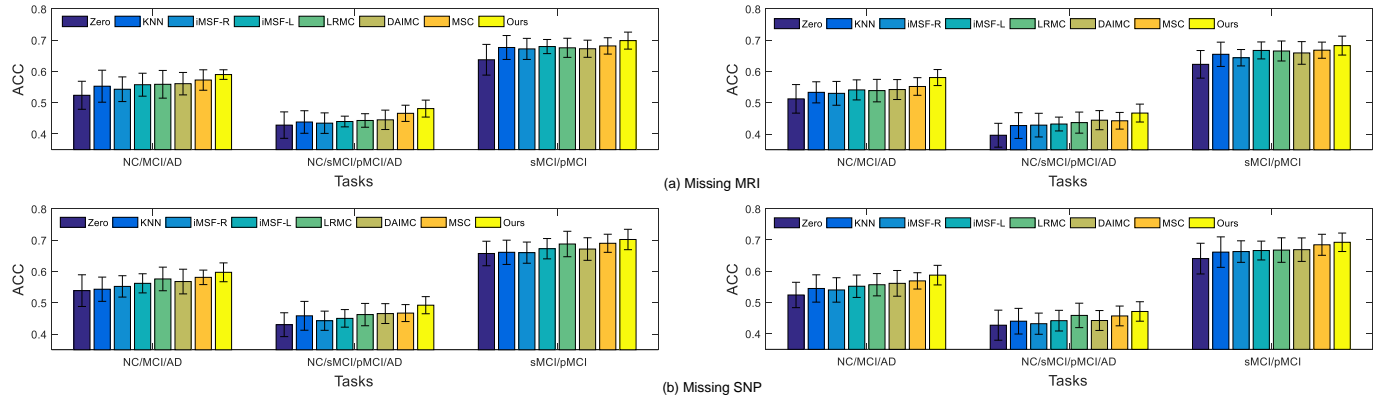 0.8
Zero KNN iMSF-R iMSF-L LRMC DAIMC MSC Ours
0.7
0.6
0.5
0.4
ACC
NC/MCI/AD NC/sMCI/pMCI/AD sMCI/pMCI
Tasks
0.8
Zero KNN iMSF-R iMSF-L LRMC DAIMC MSC Ours
0.7
0.6
0.5
0.4
ACC
NC/MCI/AD NC/sMCI/pMCI/AD sMCI/pMCI
Tasks
(a) Missing MRI
0.8
Zero KNN iMSF-R iMSF-L LRMC DAIMC MSC Ours
0.7
0.6
0.5
0.4
ACC
NC/MCI/AD NC/sMCI/pMCI/AD sMCI/pMCI
Tasks
0.8
Zero KNN iMSF-R iMSF-L LRMC DAIMC MSC Ours
0.7
0.6
0.5
0.4
ACC
NC/MCI/AD NC/sMCI/pMCI/AD sMCI/pMCI
Tasks
(b) Missing SNP